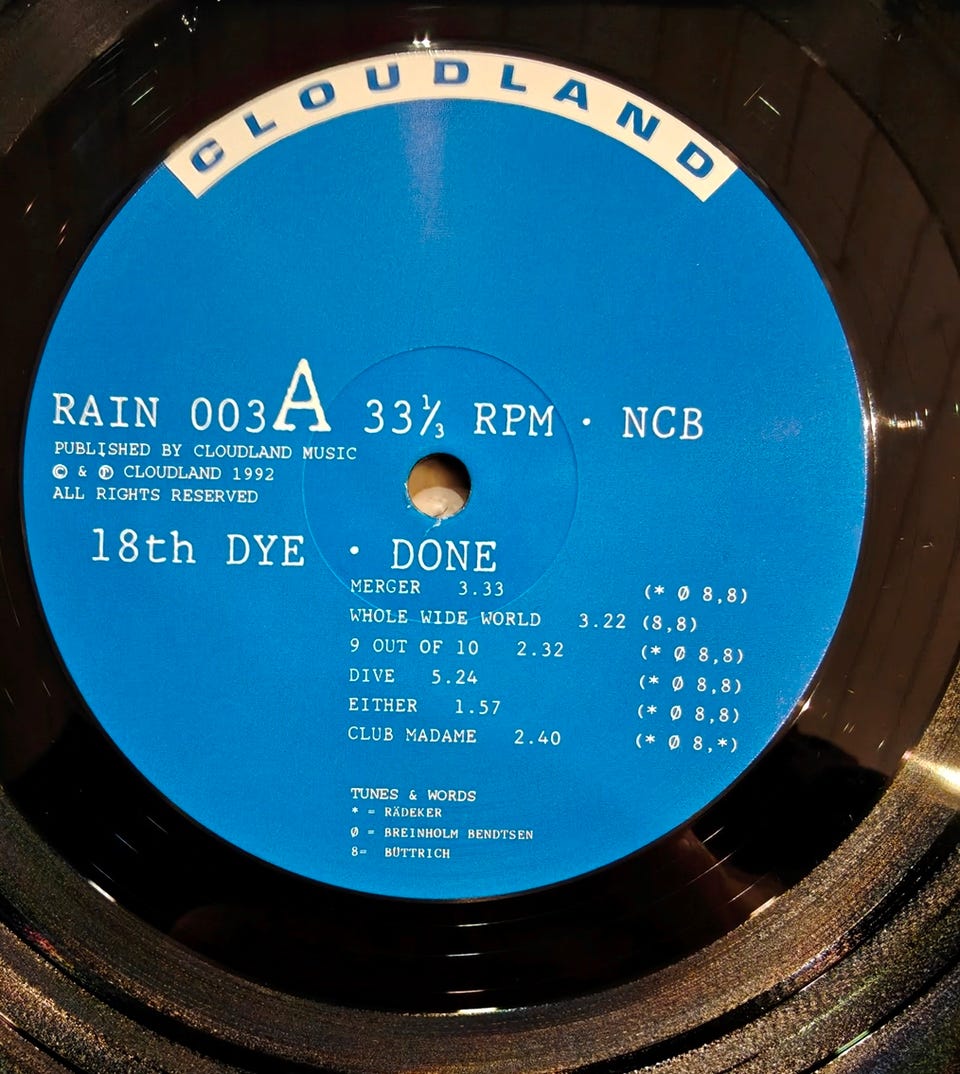 CLOUDLAND
RAIN 003A 33⅓ RPM · NCB
PUBLISHED BY CLOUDLAND MUSIC
© & ℗ CLOUDLAND 1992
ALL RIGHTS RESERVED
18th DYE · DONE
MERGER 3.33 (* Ø 8,8)
WHOLE WIDE WORLD 3.22 (8,8)
9 OUT OF 10 2.32 (* Ø 8,8)
DIVE 5.24 (* Ø 8,8)
EITHER 1.57 (* Ø 8,8)
CLUB MADAME 2.40 (* Ø 8,*)
TUNES & WORDS
* = RÄDEKER
Ø = BREINHOLM BENDTSEN
8= BÜTTRICH